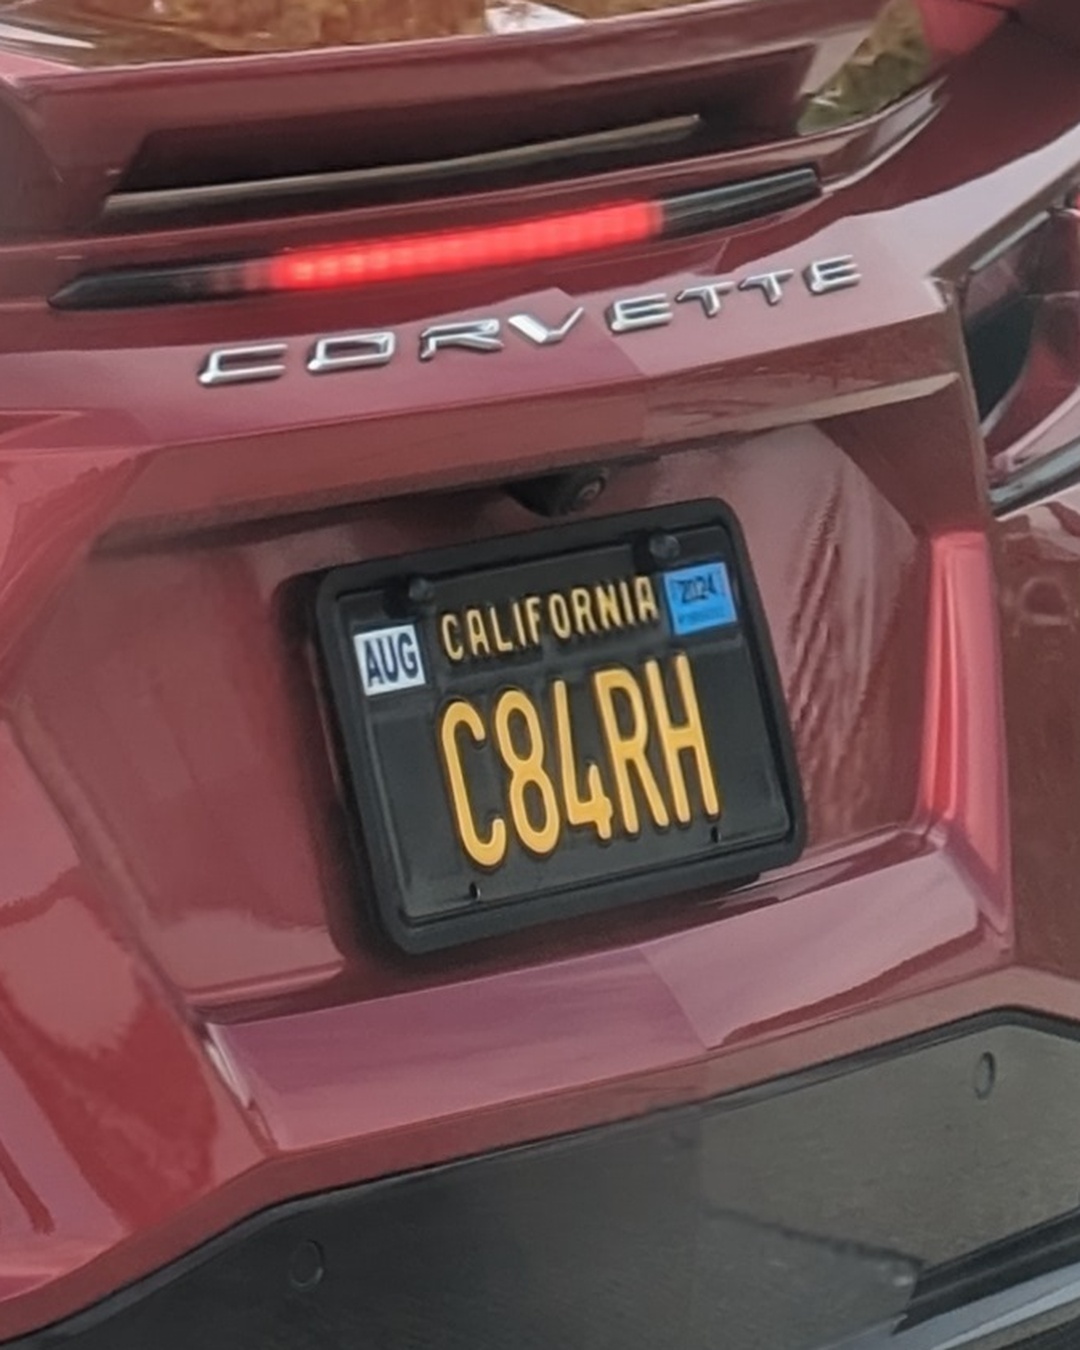 CORVETTE
CALIFORNIA
2024
AUG
C84RH